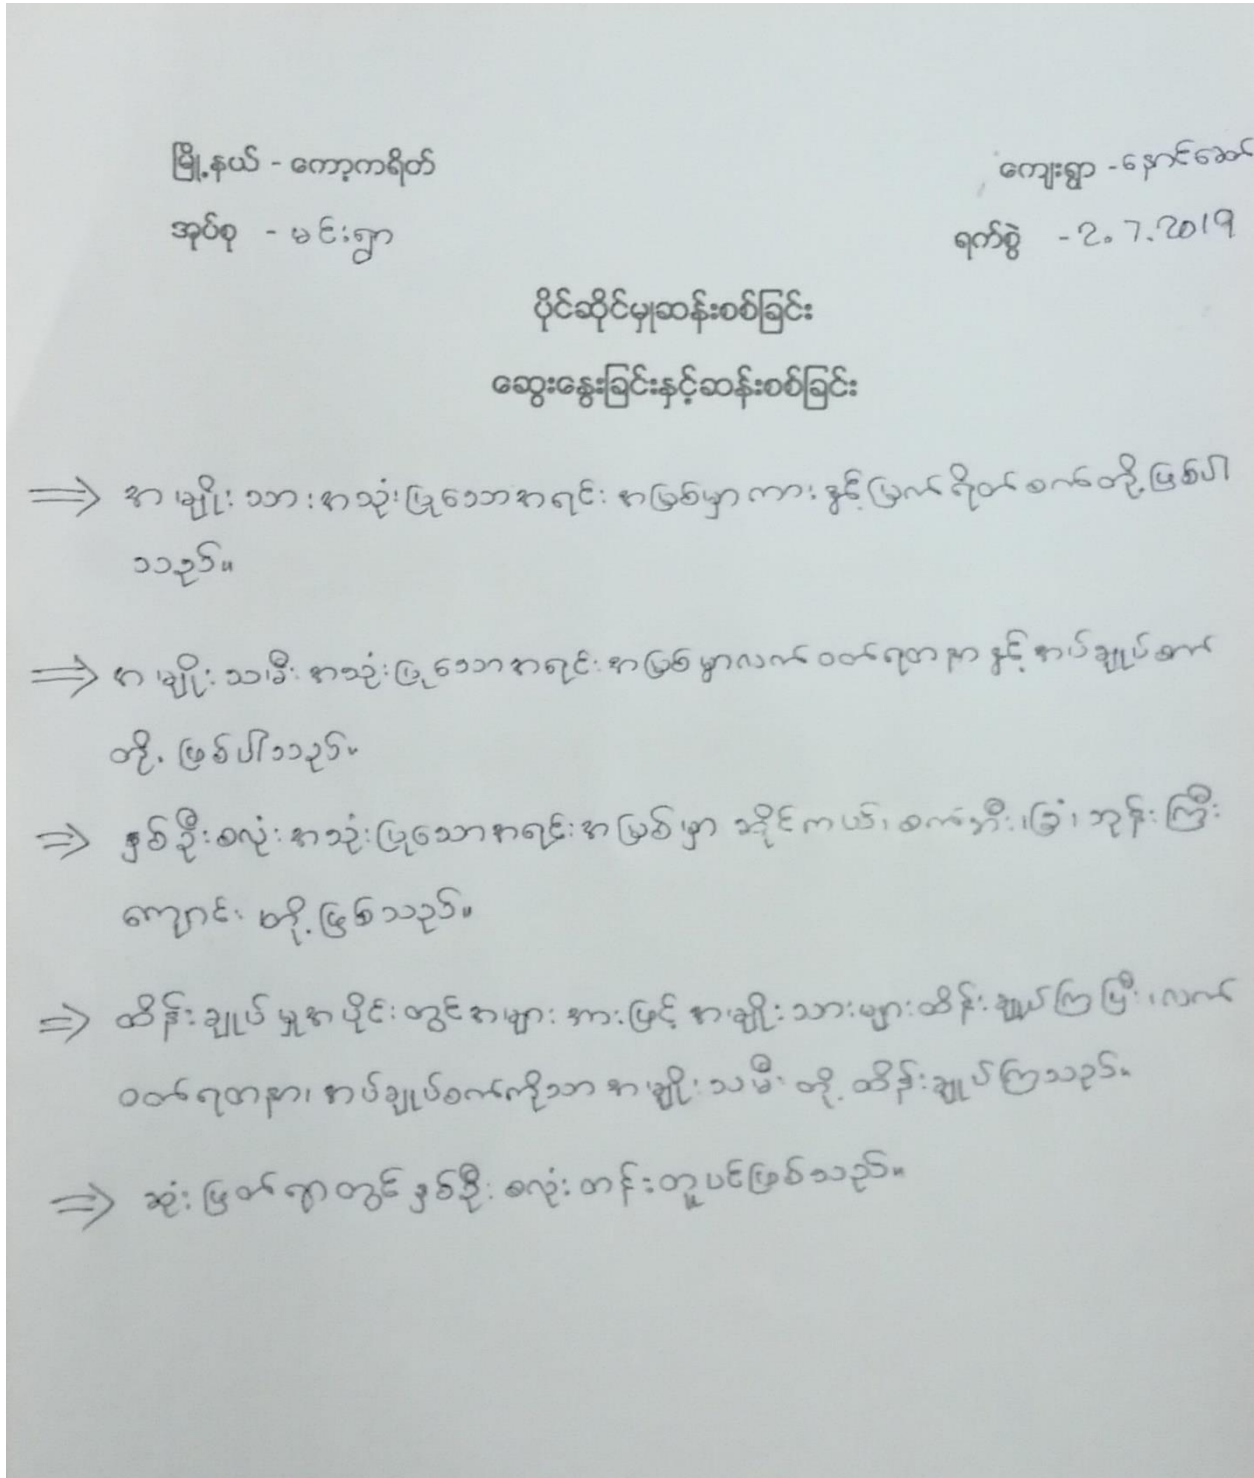 မြို့နယ် - ကော့ကရိတ် ကျေးရွာ - နောင်ဆော်
အုပ်စု - မင်းရွာ ရက်စွဲ - 2.7.2019
ပိုင်ဆိုင်မှုဆန်းစစ်ခြင်း
ဆွေးနွေးခြင်းနှင့်ဆန်းစစ်ခြင်း
⇒ အမျိုးသားအသုံးပြုသောအရင်းအမြစ်မှာကားနှင့်မြက်ရိတ်စက်တို့ဖြစ်ပါ
သည်။
⇒ အမျိုးသမီးအသုံးပြုသောအရင်းအမြစ်မှာလက်ဝတ်ရတနာနှင့်အပ်ချုပ်စက်
တို့ဖြစ်ပါသည်။
⇒ နှစ်ဦးစလုံးအသုံးပြုသောအရင်းအမြစ်မှာ ဆိုင်ကယ်၊ စက်ဘီး၊ ခြံ၊ ဘုန်းကြီး
ကျောင်း တို့ဖြစ်သည်။
⇒ ထိန်းချုပ်မှုအပိုင်းတွင်အများအားဖြင့် အမျိုးသားများထိန်းချုပ်ကြပြီး၊ လက်
ဝတ်ရတနာ၊ အပ်ချုပ်စက်ကိုသာ အမျိုးသမီးတို့ ထိန်းချုပ်ကြသည်။
⇒ ဆုံးဖြတ်ရာတွင်နှစ်ဦးစလုံးတန်းတူပင်ဖြစ်သည်။